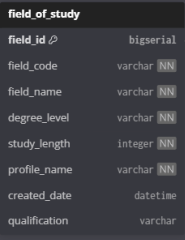 field_of_study
field_id bigserial
field_code varchar NN
field_name varchar NN
degree_level varchar NN
study_length integer NN
profile_name varchar NN
created_date datetime
qualification varchar